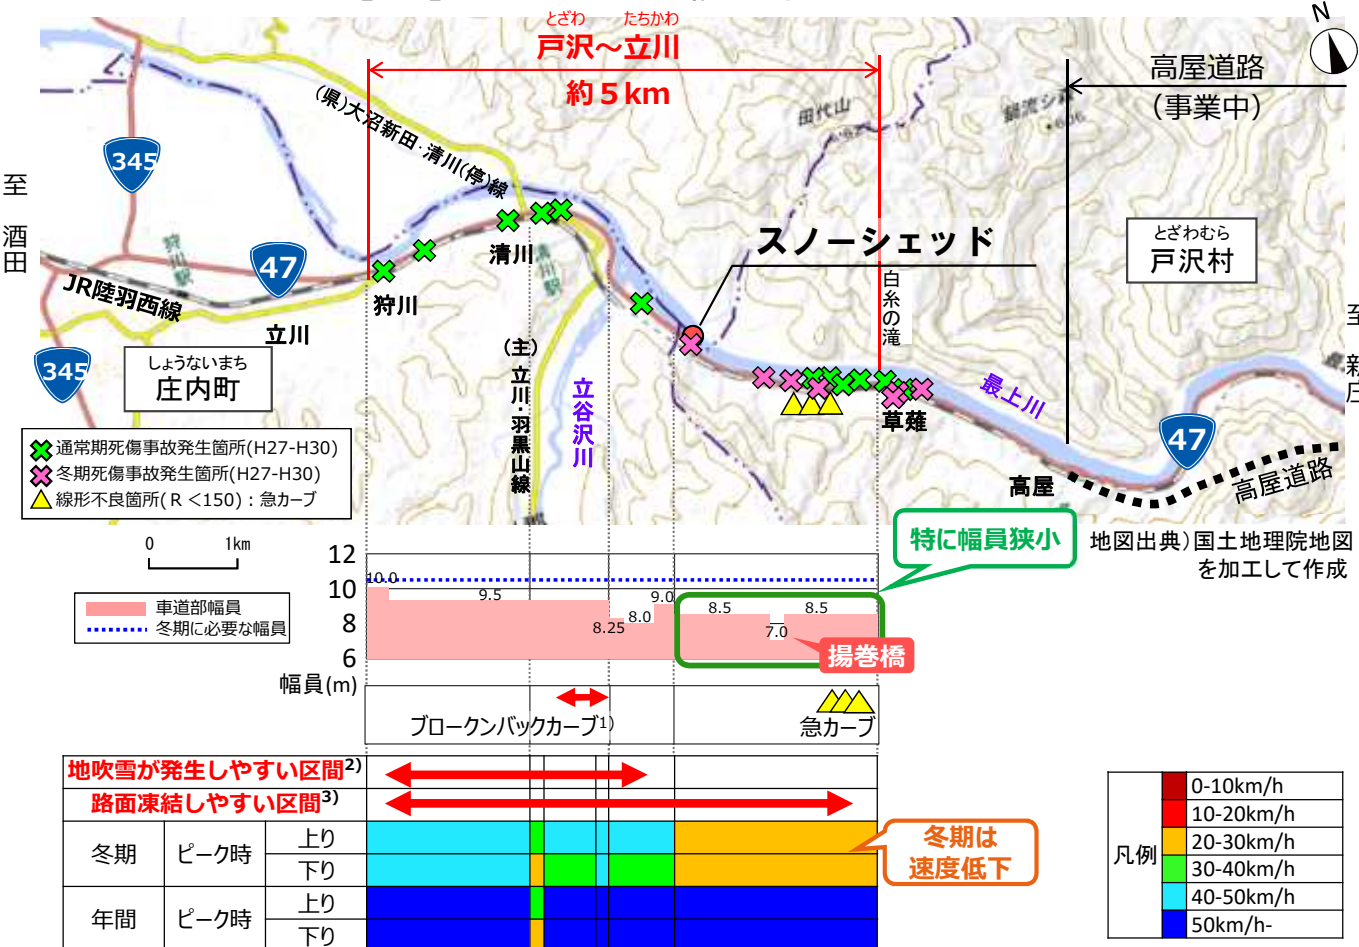 とざわ　たちかわ
戸沢～立川
約５km
N
高屋道路
(事業中)
(県)大沼新田・清川(停)線
田代山
345
至 酒田
狩川駅
47
JR陸羽西線
立川
狩川
清川
清川駅
スノーシェッド
白糸の滝
とざわむら
戸沢村
至 新庄
345
しょうないまち
庄内町
(主)立川・羽黒山線
立谷沢川
最上川
草薙
47
高屋
高屋道路
通常期死傷事故発生箇所(H27-H30)
冬期死傷事故発生箇所(H27-H30)
線形不良箇所(Ｒ＜150)：急カーブ
0 1km
地図出典）国土地理院地図
を加工して作成
特に幅員狭小
車道部幅員
冬期に必要な幅員
12
10
8
6
幅員(m)
10.0
9.5
8.25
8.0
9.0
8.5
7.0
8.5
揚巻橋
ブロークンバックカーブ1)
急カーブ
地吹雪が発生しやすい区間2)
路面凍結しやすい区間3)
冬期 ピーク時 上り
下り
年間 ピーク時 上り
下り
冬期は
速度低下
凡例
0-10km/h
10-20km/h
20-30km/h
30-40km/h
40-50km/h
50km/h-